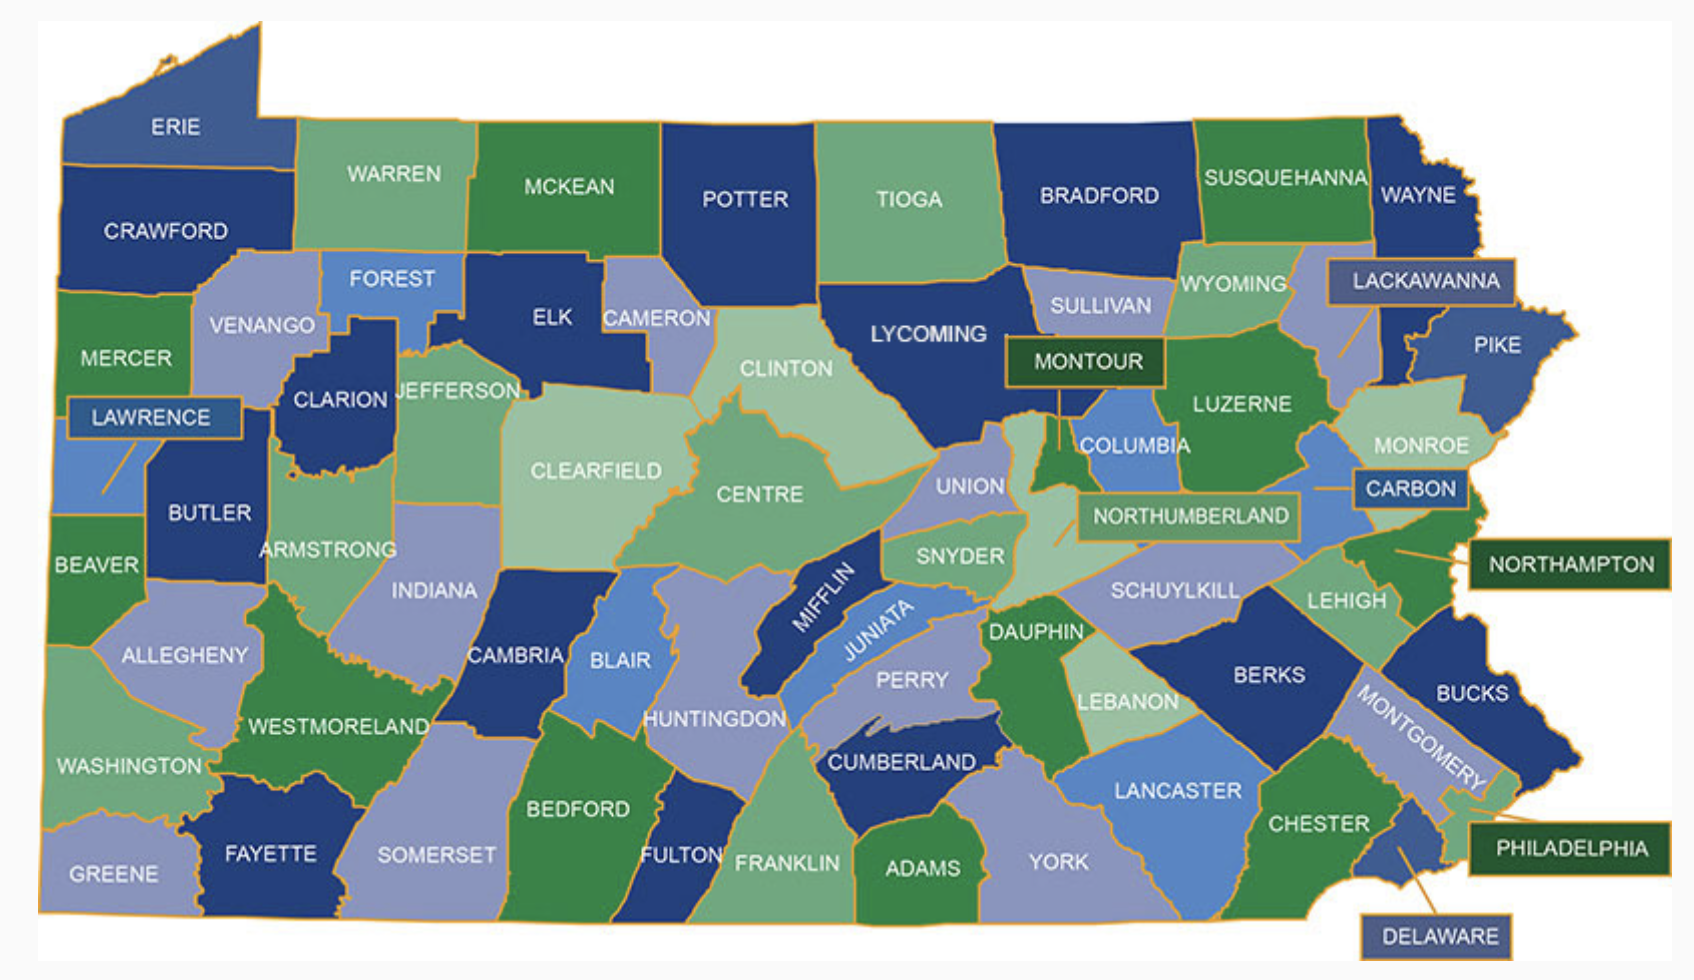 ERIE
WARREN
MCKEAN
POTTER
TIOGA
BRADFORD
SUSQUEHANNA
WAYNE
CRAWFORD
FOREST
VENANGO
ELK
CAMERON
LYCOMING
SULLIVAN
WYOMING
LACKAWANNA
PIKE
MERCER
CLARION
JEFFERSON
CLINTON
MONTOUR
LUZERNE
LAWRENCE
COLUMBIA
MONROE
BUTLER
CLEARFIELD
CENTRE
UNION
CARBON
NORTHUMBERLAND
BEAVER
ARMSTRONG
INDIANA
MIFFLIN
SNYDER
SCHUYLKILL
LEHIGH
NORTHAMPTON
ALLEGHENY
CAMBRIA
BLAIR
JUNIATA
DAUPHIN
BERKS
BUCKS
WESTMORELAND
HUNTINGDON
PERRY
LEBANON
MONTGOMERY
WASHINGTON
CUMBERLAND
LANCASTER
BEDFORD
CHESTER
GREENE
FAYETTE
SOMERSET
FULTON
FRANKLIN
ADAMS
YORK
PHILADELPHIA
DELAWARE